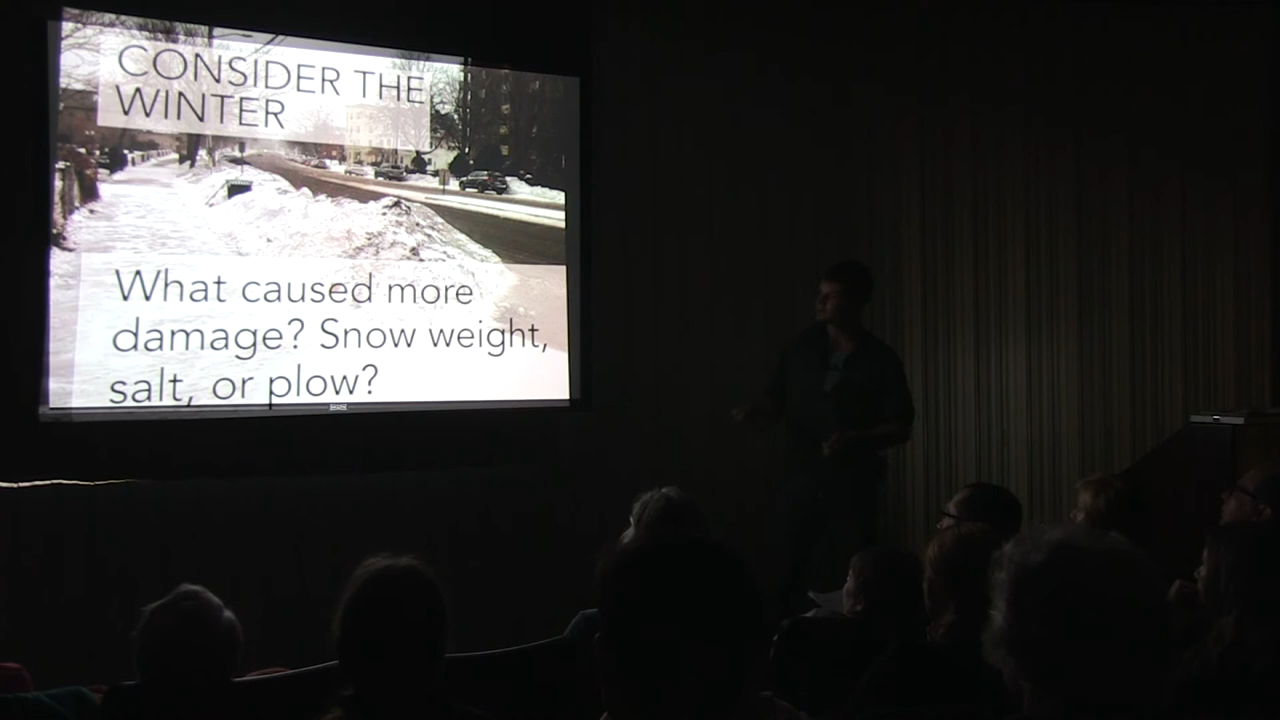 CONSIDER THE
WINTER
What caused more
damage? Snow weight,
salt, or plow?